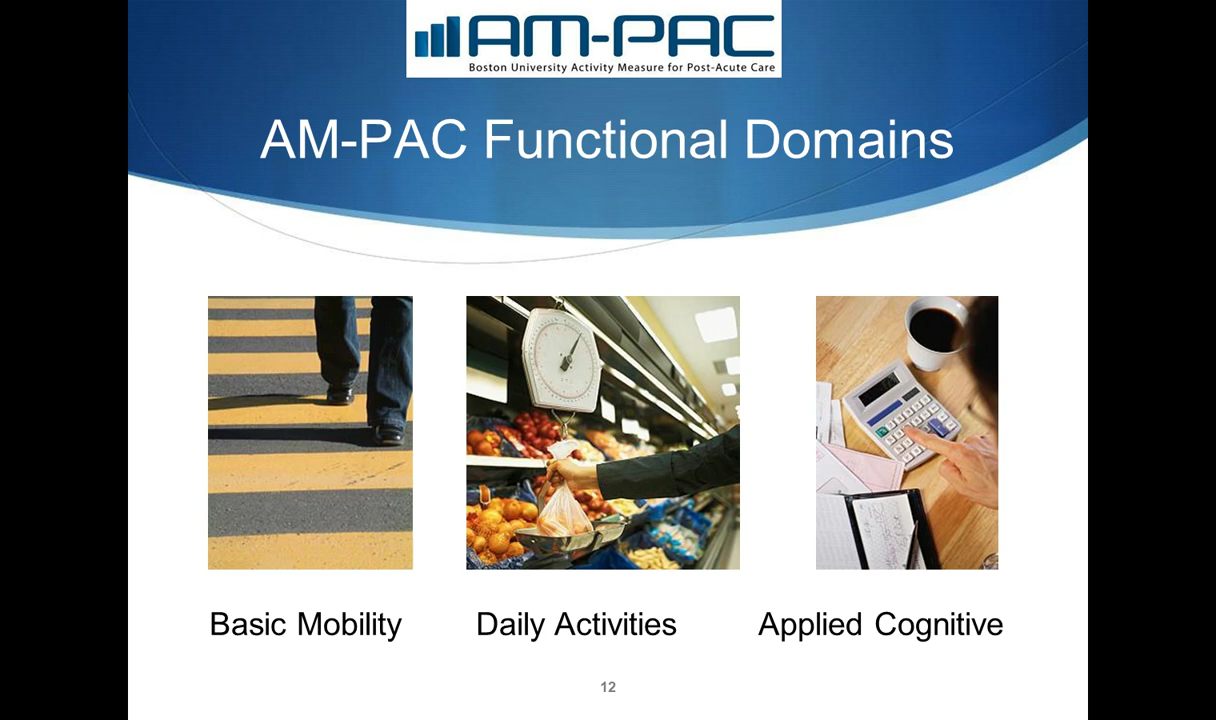 AM-PAC
Boston University Activity Measure for Post-Acute Care
AM-PAC Functional Domains
Basic Mobility
Daily Activities
Applied Cognitive
12